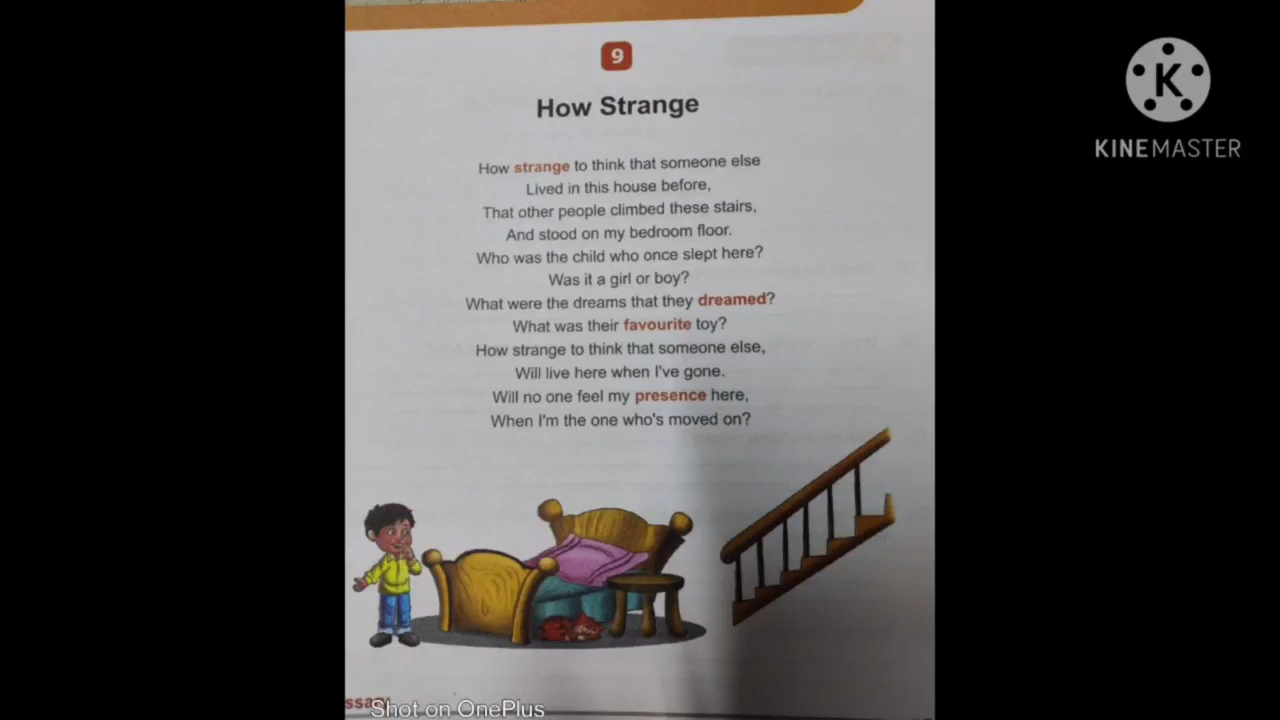 9
How Strange
How strange to think that someone else
Lived in this house before,
That other people climbed these stairs,
And stood on my bedroom floor.
Who was the child who once slept here?
Was it a girl or boy?
What were the dreams that they dreamed?
What was their favourite toy?
How strange to think that someone else,
Will live here when I've gone.
Will no one feel my presence here,
When I'm the one who's moved on?
Shot on OnePlus
K
KINEMASTER